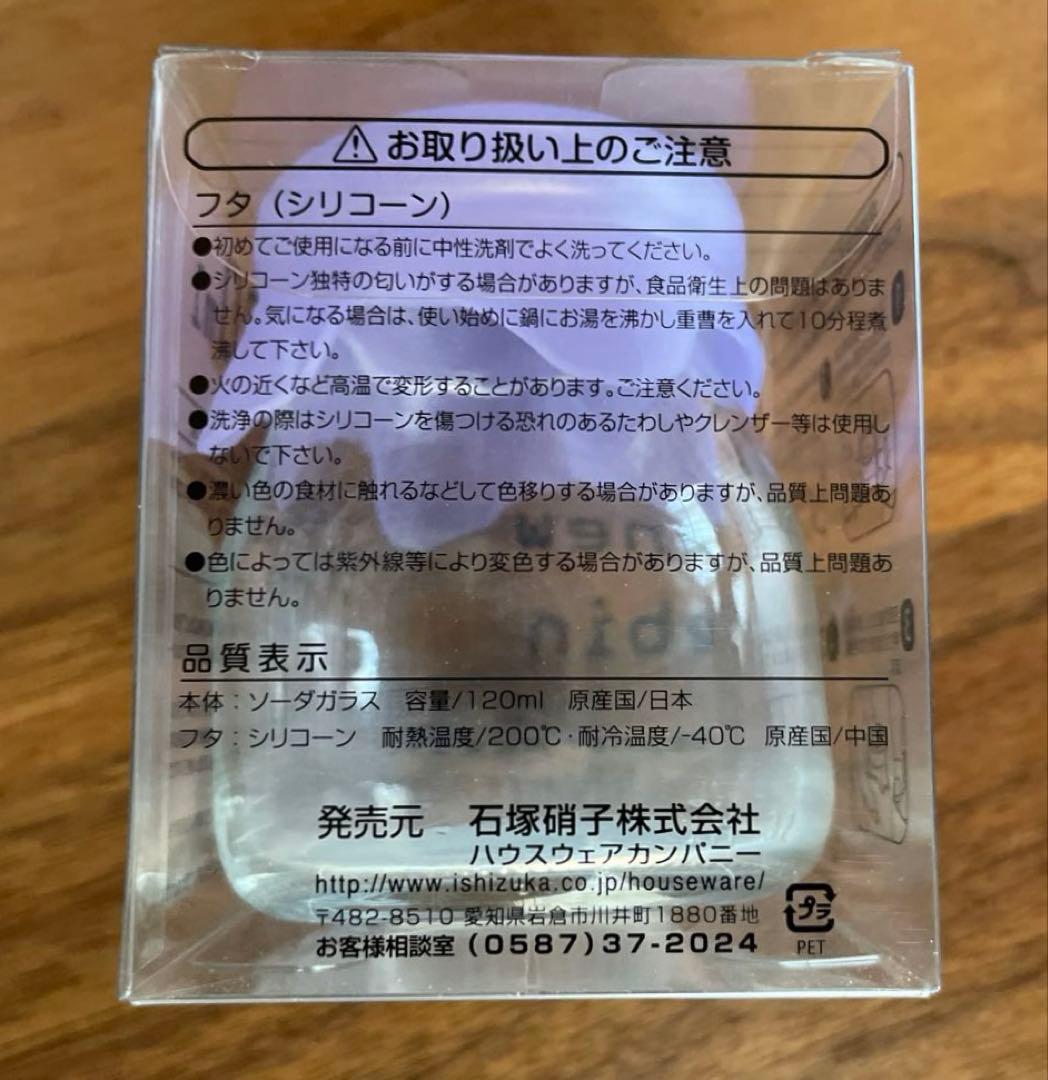 ⚠お取り扱い上のご注意
フタ（シリコーン）
●初めてご使用になる前に中性洗剤でよく洗ってください。
●シリコーン独特の匂いがする場合がありますが、食品衛生上の問題はありま
せん。気になる場合は、使い始めに鍋にお湯を沸かし重曹を入れて10分程煮
沸して下さい。
●火の近くなど高温で変形することがあります。ご注意ください。
●洗浄の際はシリコーンを傷つける恐れのあるたわしやクレンザー等は使用し
ないで下さい。
●濃い色の食材に触れるなどして色移りする場合がありますが、品質上問題あ
りません。
●色によっては紫外線等により変色する場合がありますが、品質上問題あ
りません。
new
品質表示
本体：ソーダガラス　容量/120ml　原産国/日本
フタ：シリコーン　耐熱温度/200℃・耐冷温度/-40℃　原産国/中国
発売元　石塚硝子株式会社
ハウスウェアカンパニー
http://www.ishizuka.co.jp/houseware/
〒482-8510 愛知県岩倉市川井町1880番地
お客様相談室（0587）37-2024
プラ
PET